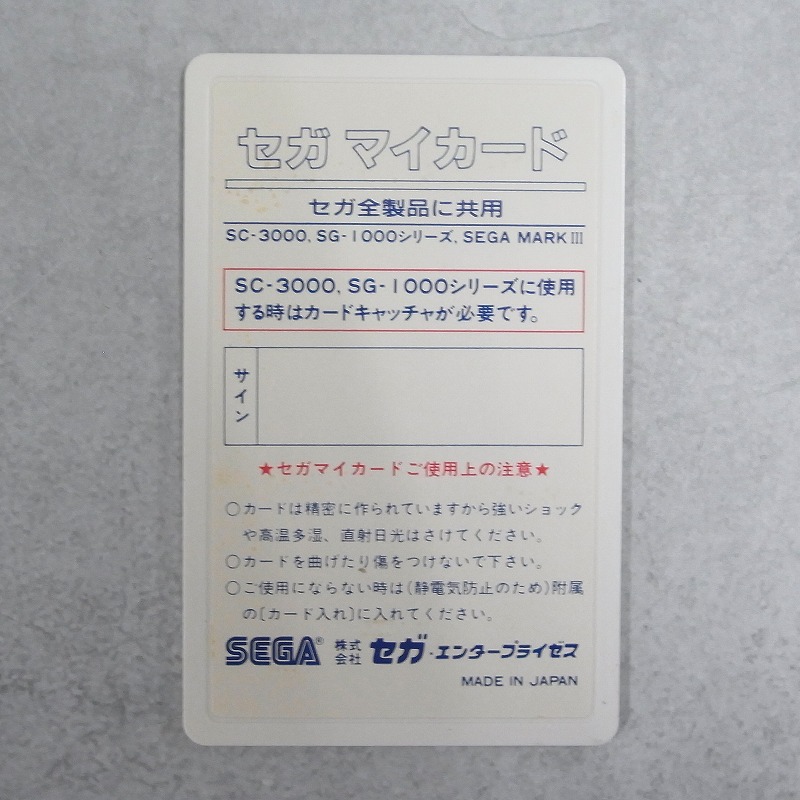 セガ マイカード
セガ全製品に共用
SC-3000, SG-1000シリーズ, SEGA MARK III
SC-3000, SG-1000シリーズに使用
する時はカードキャッチャが必要です。
サイン
★セガマイカードご使用上の注意★
○カードは精密に作られていますから強いショック
や高温多湿、直射日光はさけてください。
○カードを曲げたり傷をつけないで下さい。
○ご使用にならない時は(静電気防止のため)附属
の〔カード入れ〕に入れてください。
SEGA® 株式会社 セガ・エンタープライゼス
MADE IN JAPAN